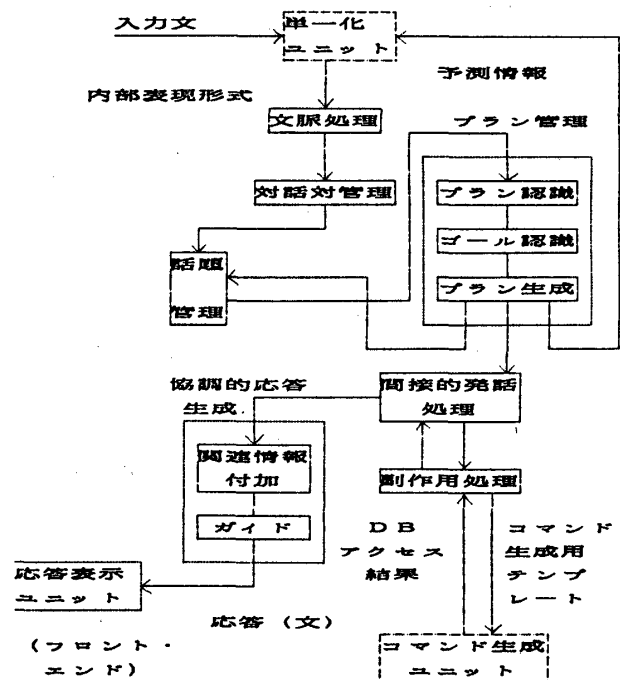 入力文
単一化
ユニット
予測情報
内部表現形式
文脈処理
プラン管理
対話対管理
プラン認識
ゴール認識
話題
管理
プラン生成
協調的応答
生成
間接的発話
処理
関連情報
付加
副作用処理
ガイド
DB
アクセス
結果
コマンド
生成用
テンプ
レート
応答表示
ユニット
応答(文)
(フロント・
エンド)
コマンド生成
ユニット